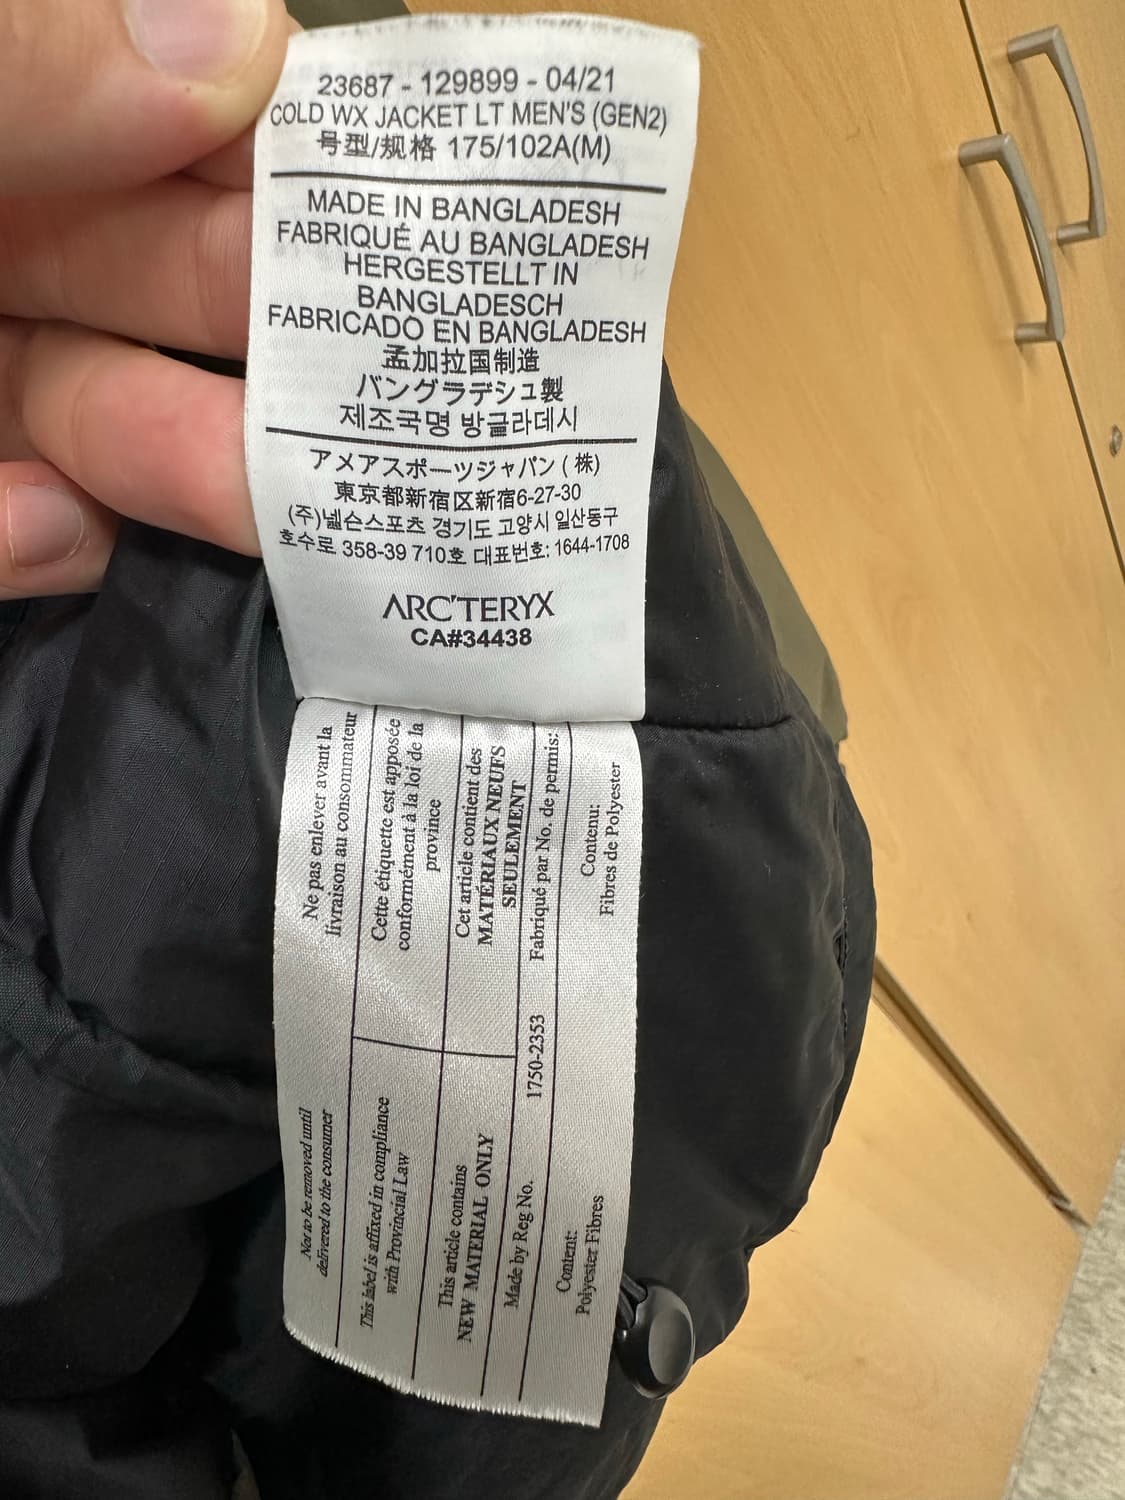 23687 - 129899 - 04/21
COLD WX JACKET LT MEN'S (GEN2)
号型/规格 175/102A(M)
MADE IN BANGLADESH
FABRIQUÉ AU BANGLADESH
HERGESTELLT IN
BANGLADESCH
FABRICADO EN BANGLADESH
孟加拉国制造
バングラデシュ製
제조국명 방글라데시
アメアスポーツジャパン (株)
東京都新宿区新宿6-27-30
(주)넬슨스포츠 경기도 고양시 일산동구
호수로 358-39 710호 대표번호: 1644-1708
ARC'TERYX
CA#34438
Not to be removed until
delivered to the consumer
Ne pas enlever avant la
livraison au consommateur
This label is affixed in compliance
with Provincial Law
Cette étiquette est apposée
conformément à la loi de la
province
This article contains
NEW MATERIAL ONLY
Cet article contient des
MATÉRIAUX NEUFS
SEULEMENT
Made by Reg No. 1750-2353 Fabriqué par No. de permis:
Content:
Polyester Fibres
Contenu:
Fibres de Polyester